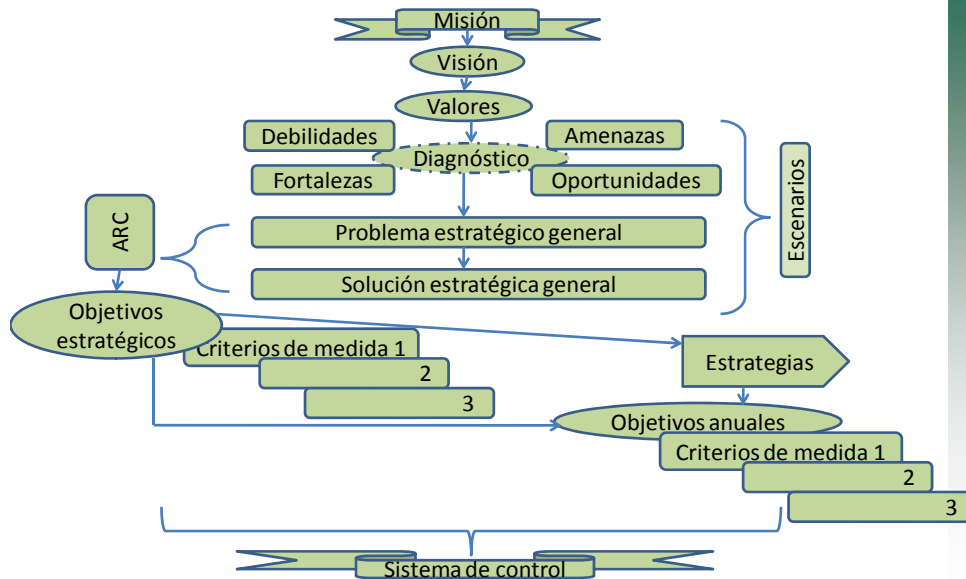 Misión
Visión
Valores
Debilidades
Amenazas
Diagnóstico
Fortalezas
Oportunidades
Escenarios
ARC
Problema estratégico general
Solución estratégica general
Objetivos
estratégicos
Criterios de medida 1
2
3
Estrategias
Objetivos anuales
Criterios de medida 1
2
3
Sistema de control